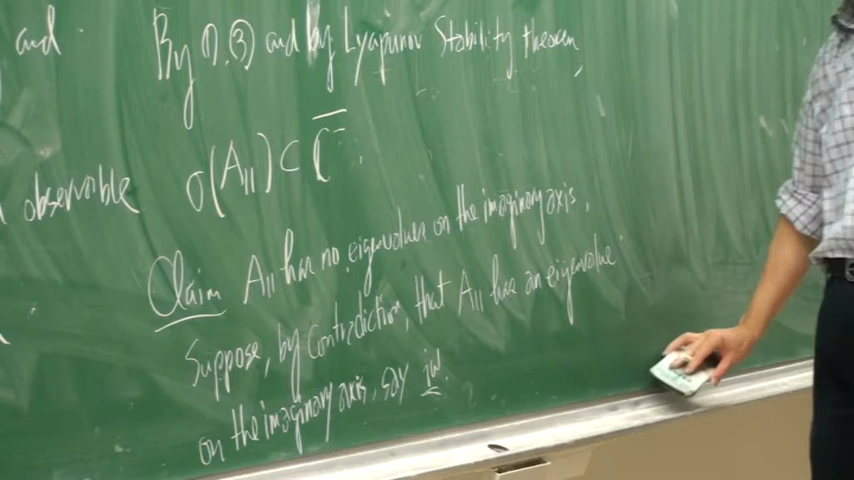 and
By (1), (3) and by Lyapunov Stability theorem,
observable
σ(A₁₁) ⊂ C̅⁻.
Claim A₁₁ has no eigenvalues on the imaginary axis.
Suppose, by contradiction, that A₁₁ has an eigenvalue
on the imaginary axis, say iω.